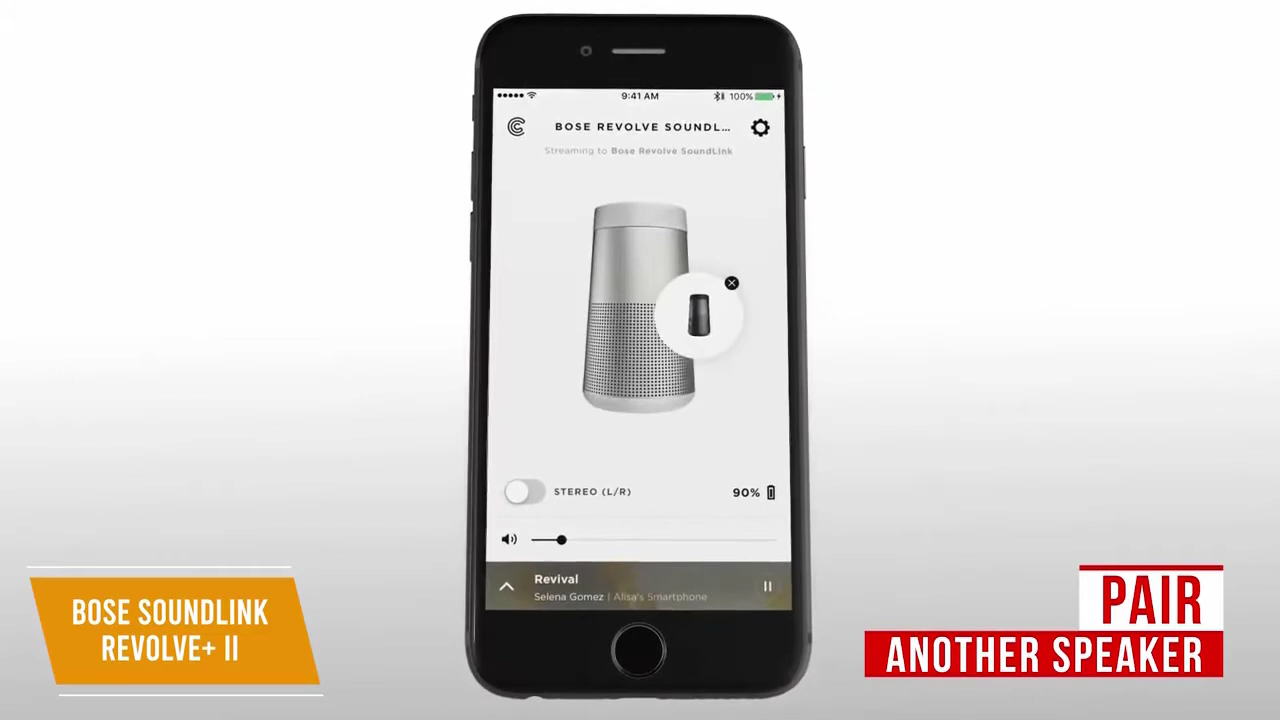 9:41 AM
100%
BOSE REVOLVE SOUNDL...
Streaming to Bose Revolve SoundLink
STEREO (L/R)
90%
Revival
Selena Gomez | Alisa's Smartphone
BOSE SOUNDLINK
REVOLVE+ II
PAIR
ANOTHER SPEAKER